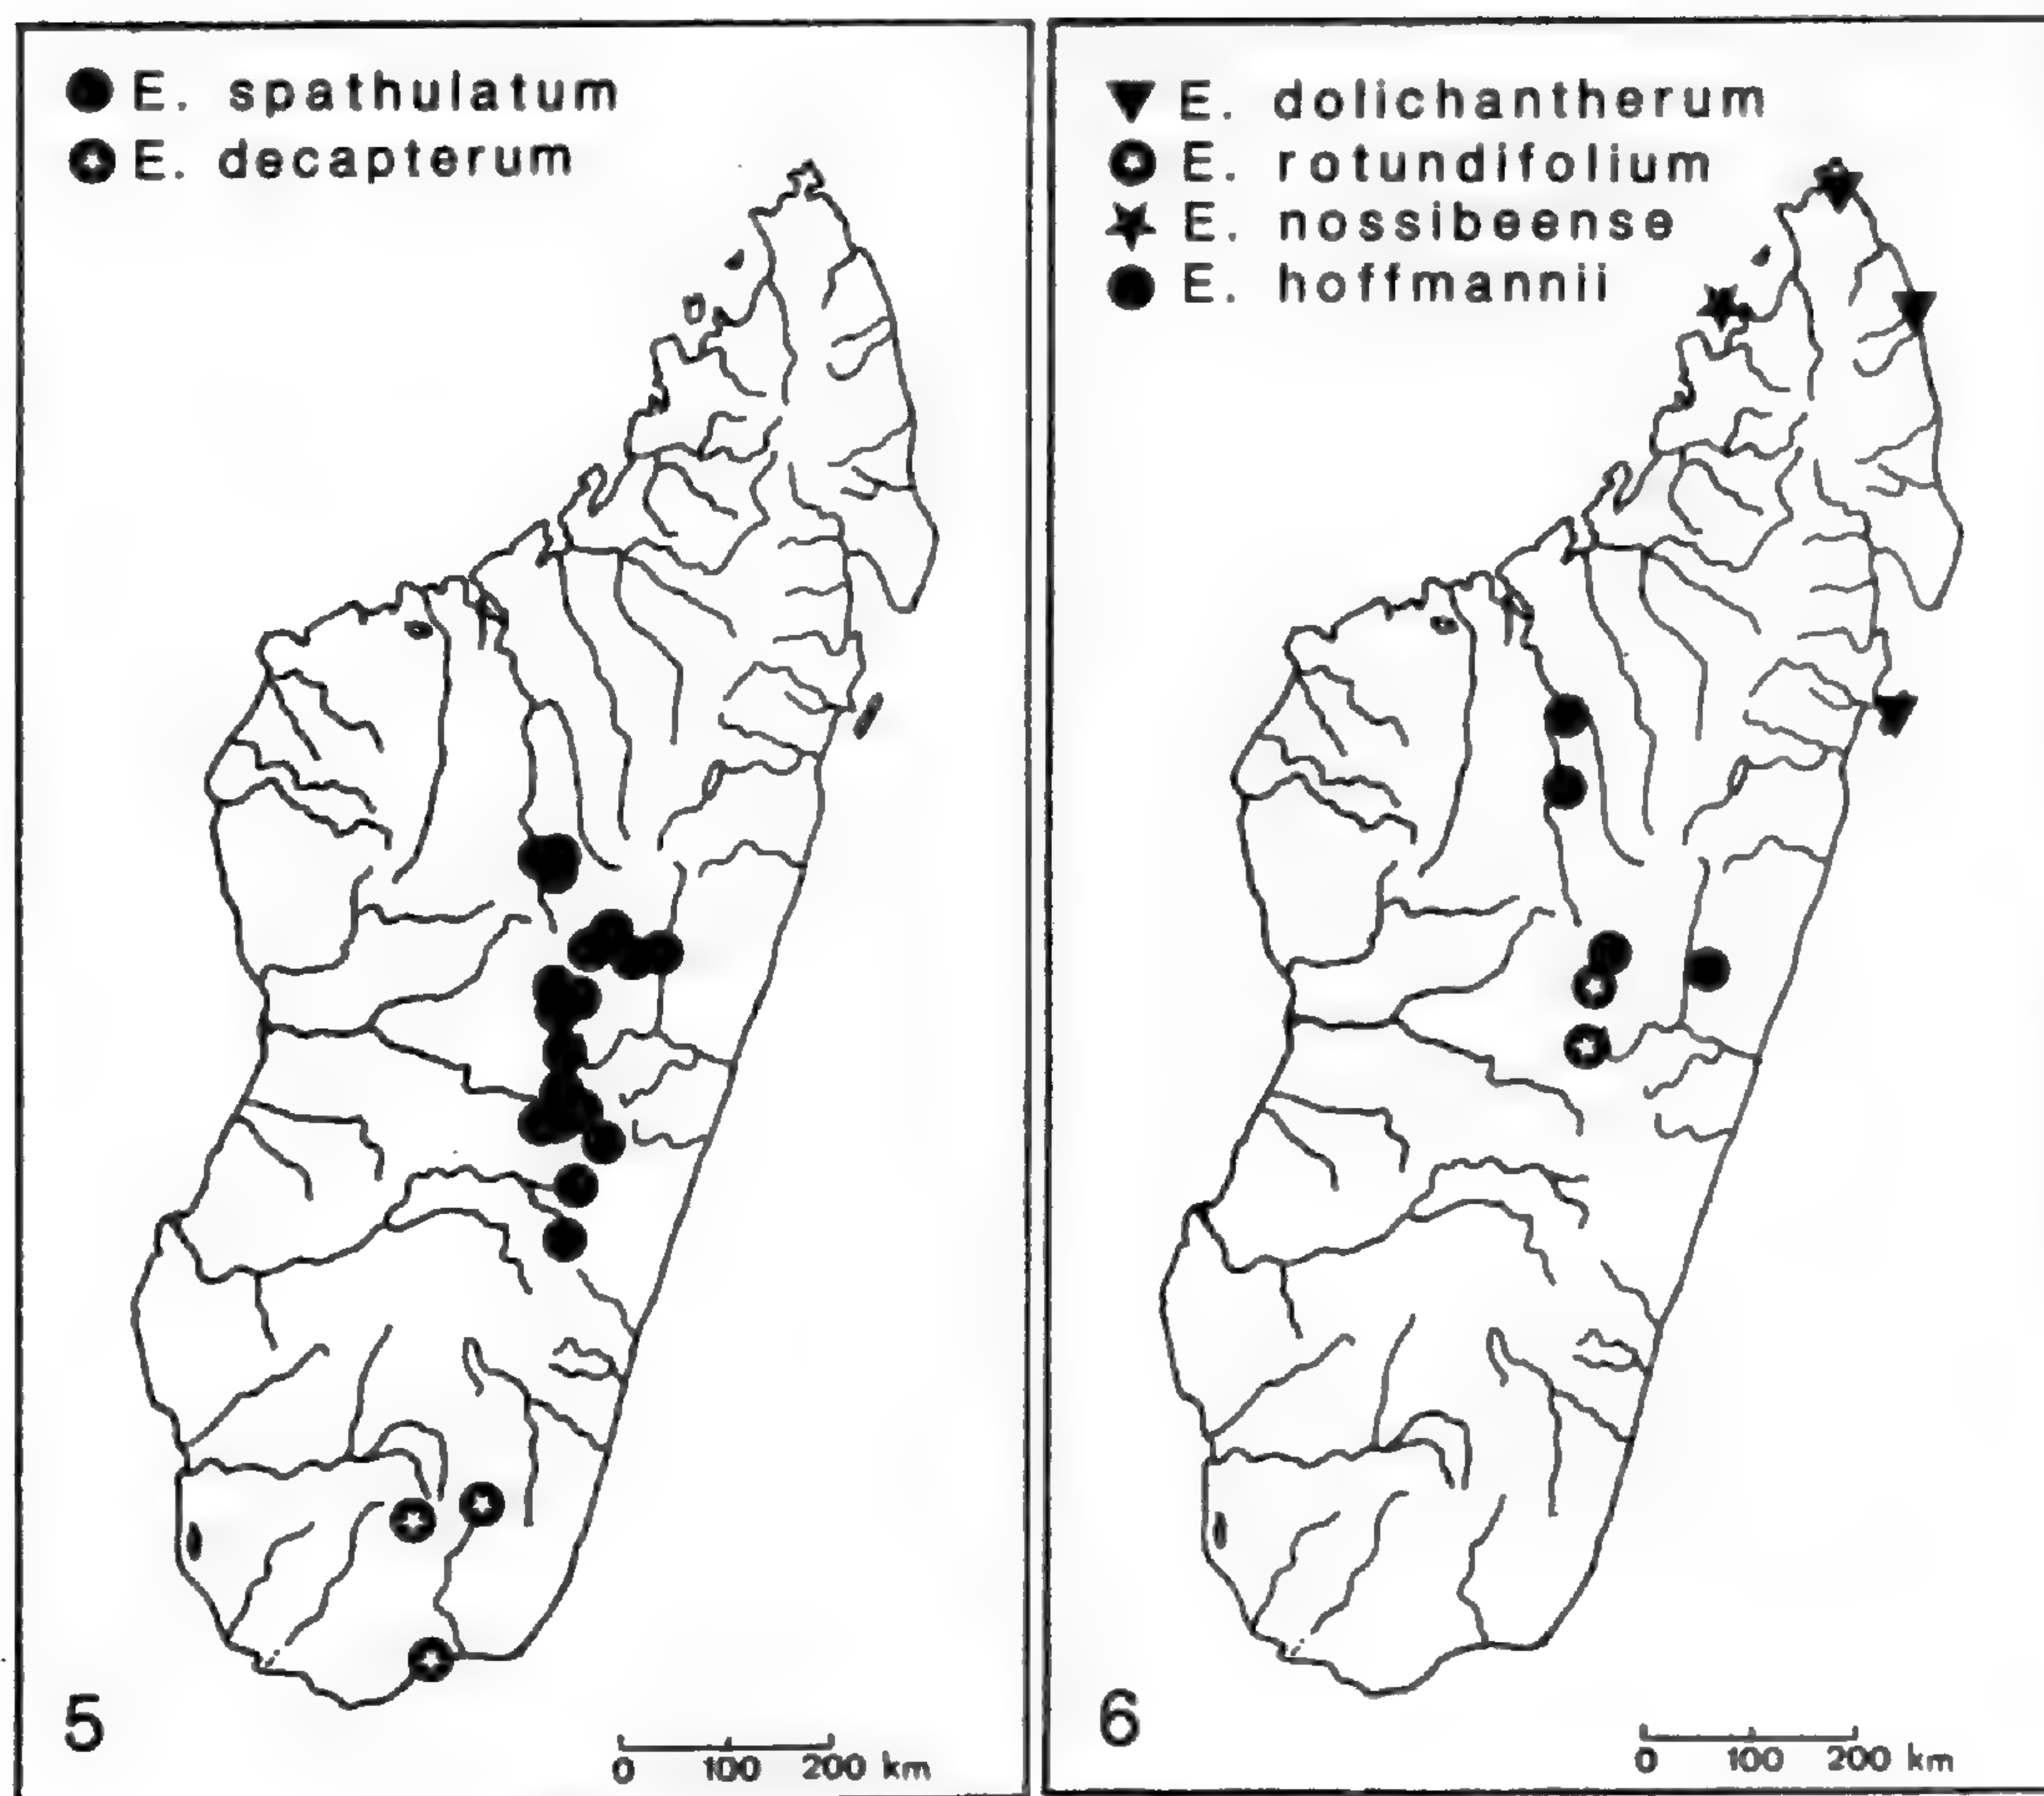 E. spathulatum
E. decapterum
5
0 100 200 km
E. dolichantherum
E. rotundifolium
E. nossibeense
E. hoffmannii
6
0 100 200 km